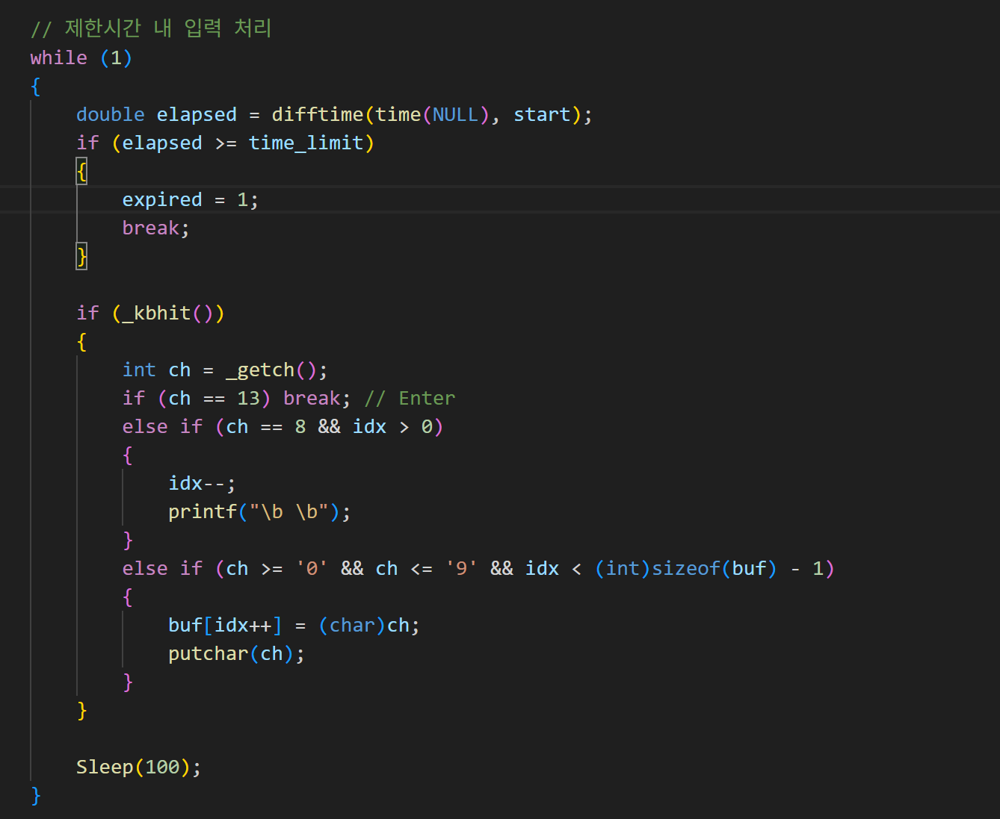 // 제한시간 내 입력 처리
while (1)
{
    double elapsed = difftime(time(NULL), start);
    if (elapsed >= time_limit)
    {
        expired = 1;
        break;
    }

    if (_kbhit())
    {
        int ch = _getch();
        if (ch == 13) break; // Enter
        else if (ch == 8 && idx > 0)
        {
            idx--;
            printf("\b \b");
        }
        else if (ch >= '0' && ch <= '9' && idx < (int)sizeof(buf) - 1)
        {
            buf[idx++] = (char)ch;
            putchar(ch);
        }
    }

    Sleep(100);
}